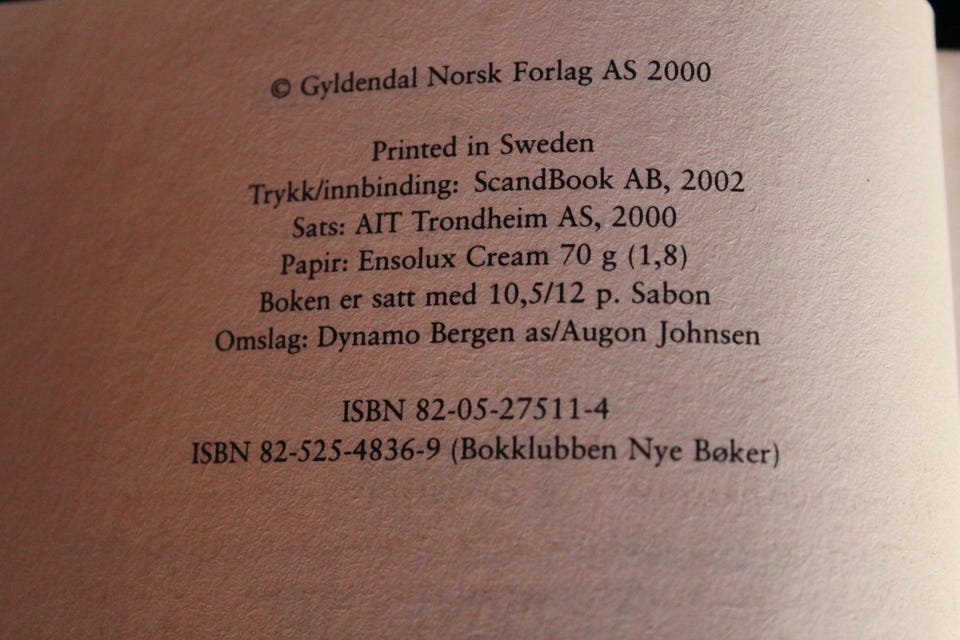 © Gyldendal Norsk Forlag AS 2000
Printed in Sweden
Trykk/innbinding: ScandBook AB, 2002
Sats: AIT Trondheim AS, 2000
Papir: Ensolux Cream 70 g (1,8)
Boken er satt med 10,5/12 p. Sabon
Omslag: Dynamo Bergen as/Augon Johnsen
ISBN 82-05-27511-4
ISBN 82-525-4836-9 (Bokklubben Nye Bøker)